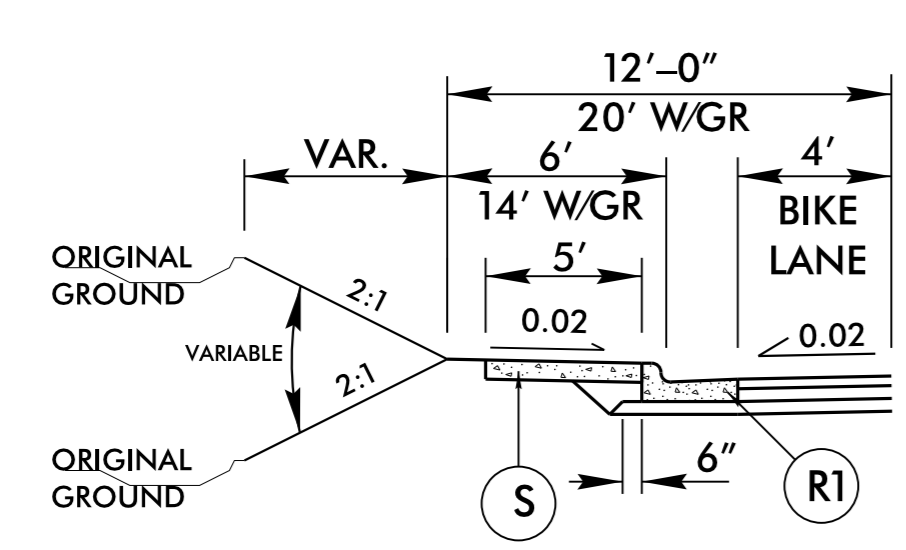 12'–0"
20' W/GR
VAR.
6'
4'
14' W/GR
BIKE
LANE
5'
ORIGINAL
GROUND
2:1
0.02
0.02
VARIABLE
2:1
ORIGINAL
GROUND
6"
S
R1